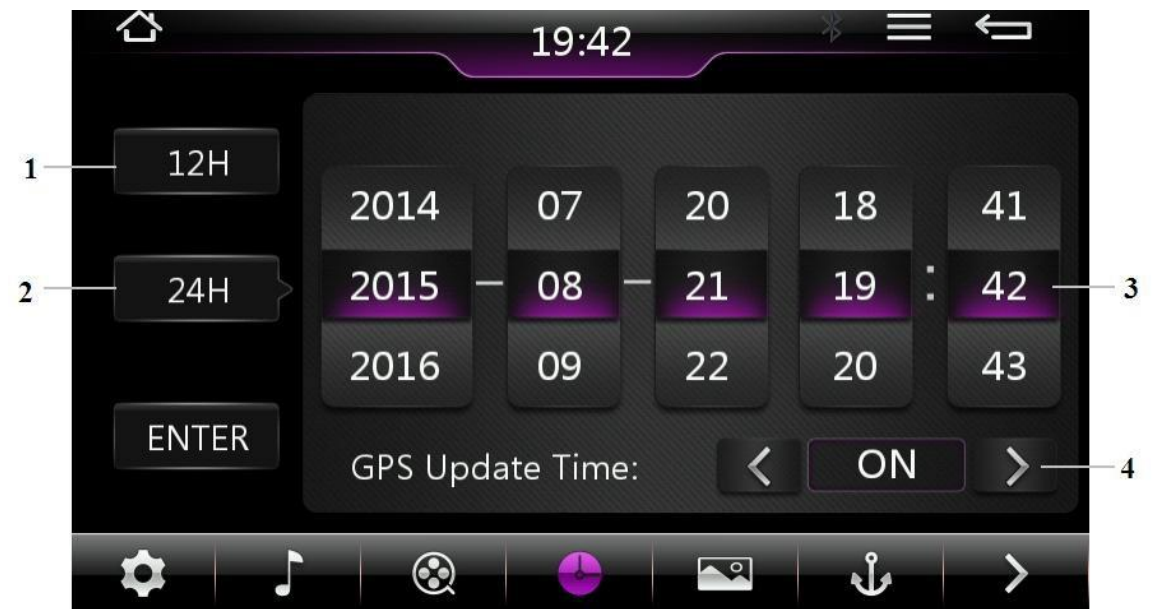 19:42
1 12H
2014 07 20 18 41
2 24H
2015 – 08 – 21 19 : 42 3
2016 09 22 20 43
ENTER
GPS Update Time: < ON > 4